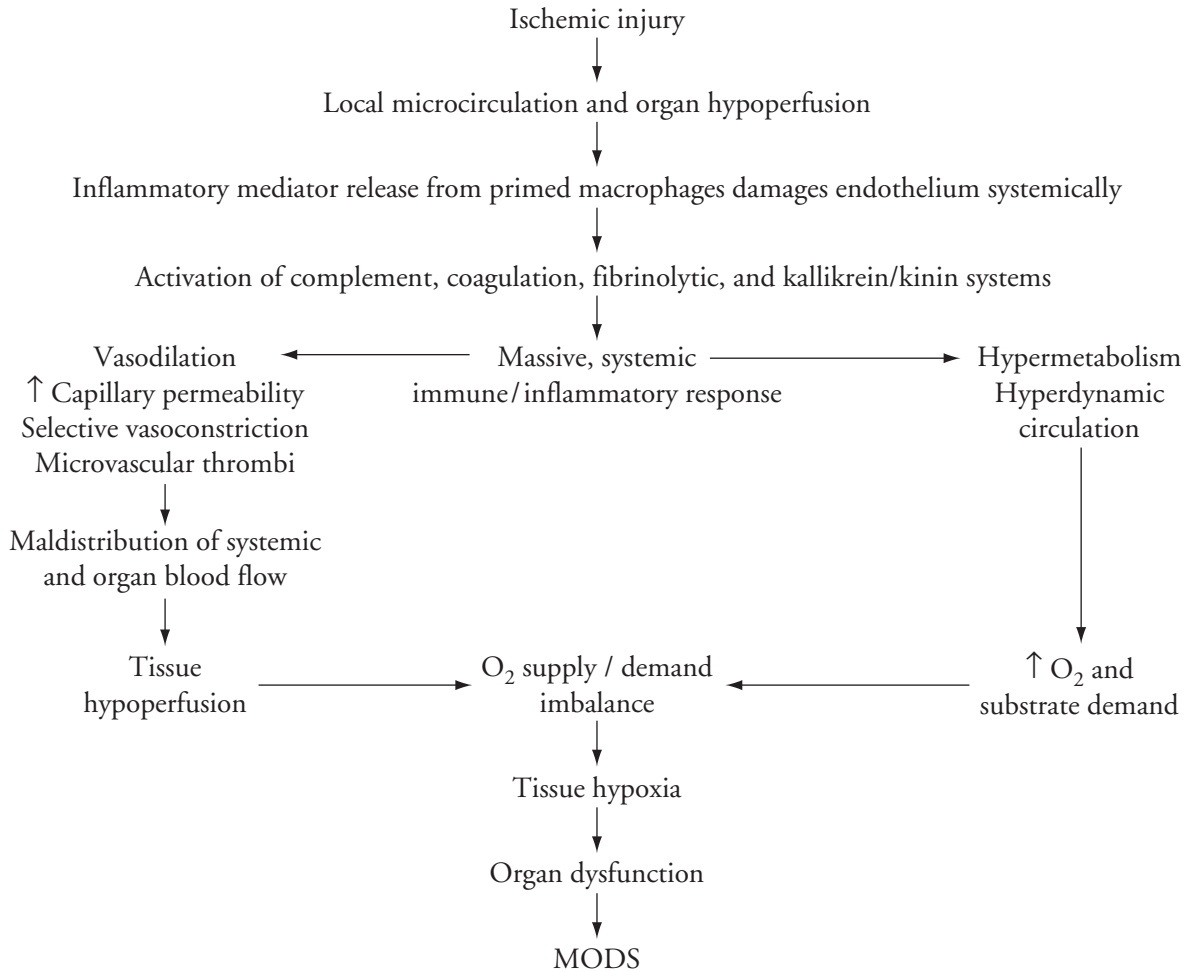 Ischemic injury
Local microcirculation and organ hypoperfusion
Inflammatory mediator release from primed macrophages damages endothelium systemically
Activation of complement, coagulation, fibrinolytic, and kallikrein/kinin systems
Vasodilation
↑ Capillary permeability
Selective vasoconstriction
Microvascular thrombi
Massive, systemic
immune/inflammatory response
Hypermetabolism
Hyperdynamic
circulation
Maldistribution of systemic
and organ blood flow
Tissue
hypoperfusion
O₂ supply / demand
imbalance
↑ O₂ and
substrate demand
Tissue hypoxia
Organ dysfunction
MODS